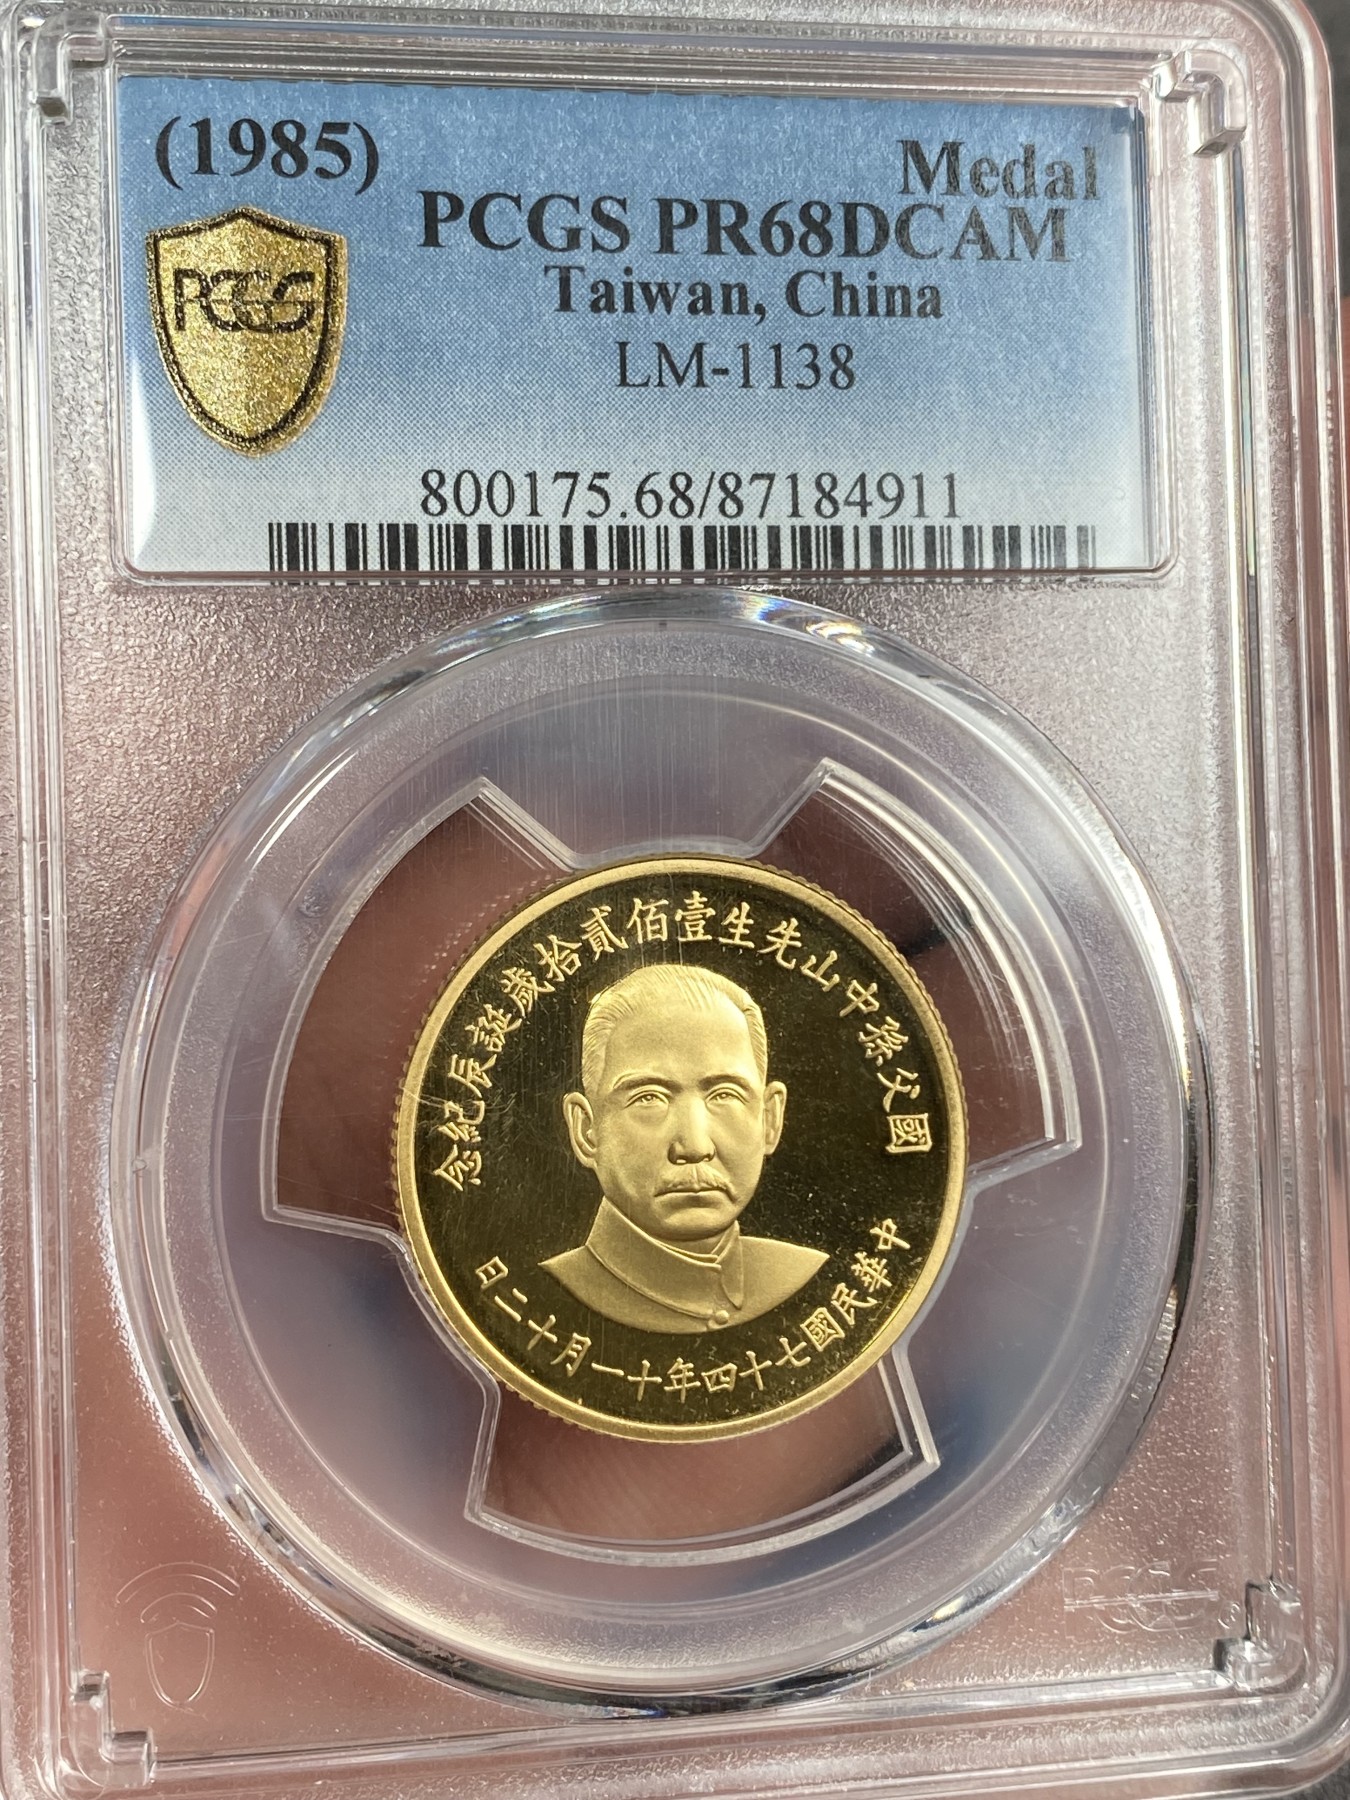 (1985)
Medal
PCGS PR68DCAM
Taiwan, China
LM-1138
PCGS
800175.68/87184911
國父孫中山先生壹佰貳拾歲誕辰紀念
中華民國七十四年十一月十二日
PCGS